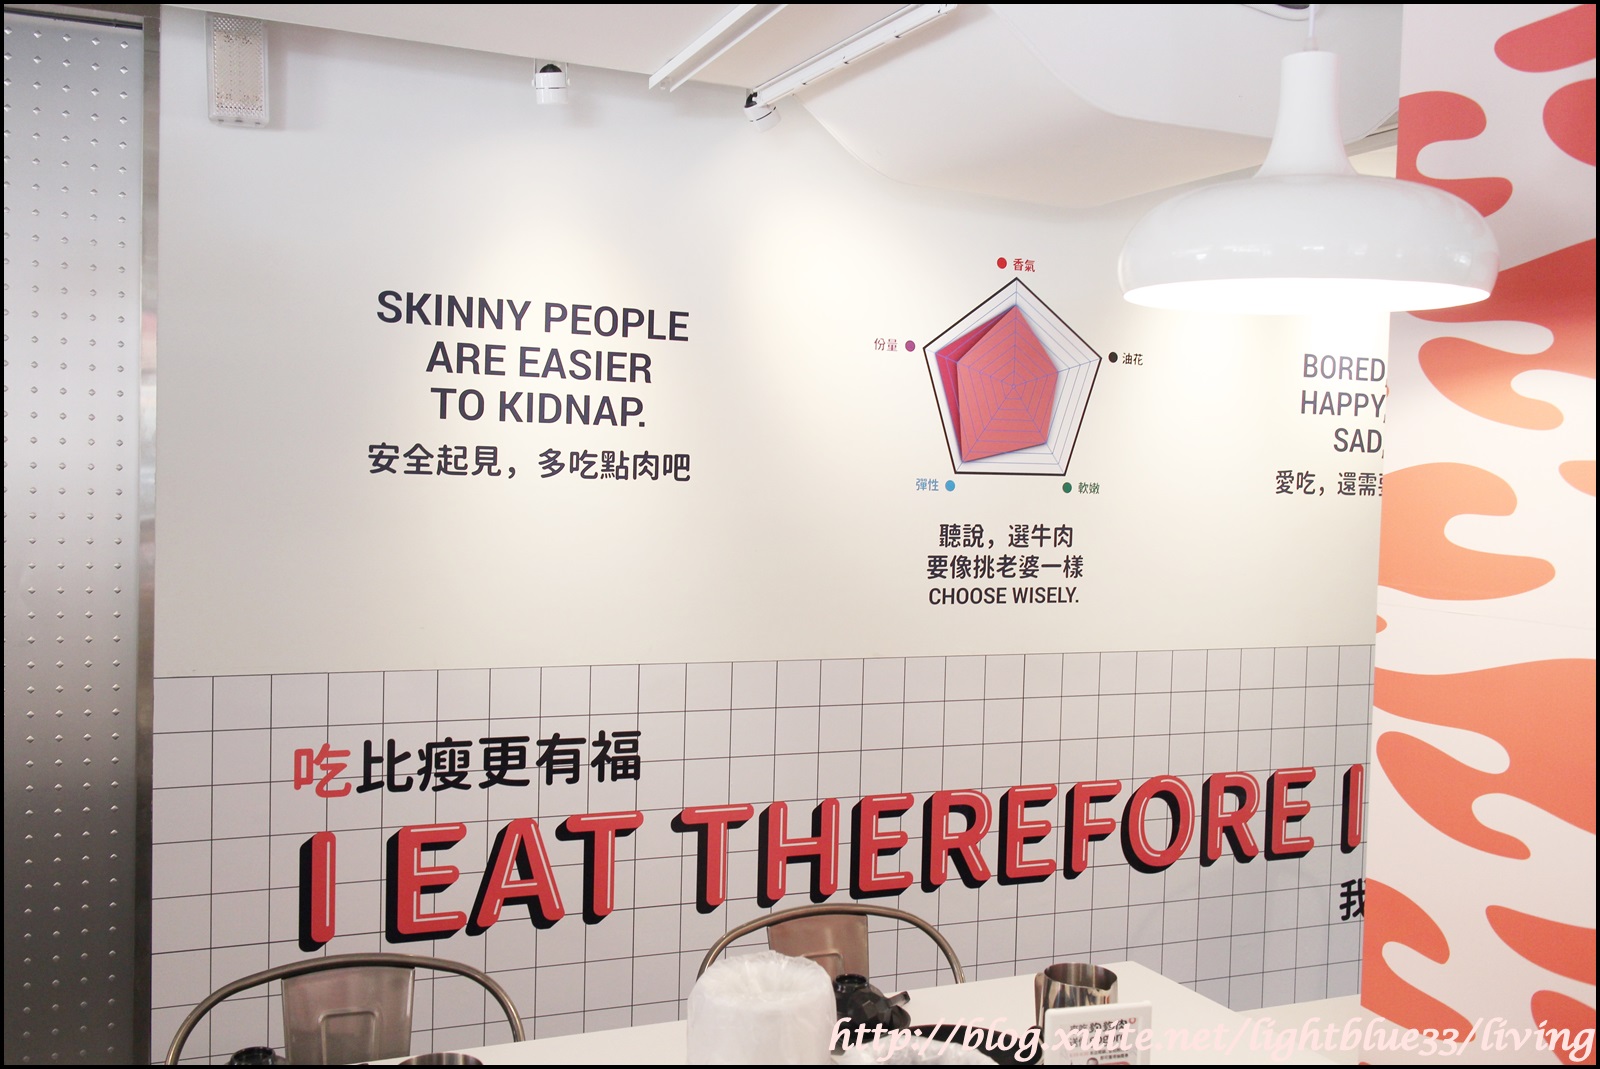 SKINNY PEOPLE
ARE EASIER
TO KIDNAP.
安全起見，多吃點肉吧
香氣
份量
油花
彈性
軟嫩
聽說，選牛肉
要像挑老婆一樣
CHOOSE WISELY.
BORED,
HAPPY,
SAD,
愛吃，還需
吃比瘦更有福
I EAT THEREFORE I
我
http://blog.xuite.net/lightblue33/living